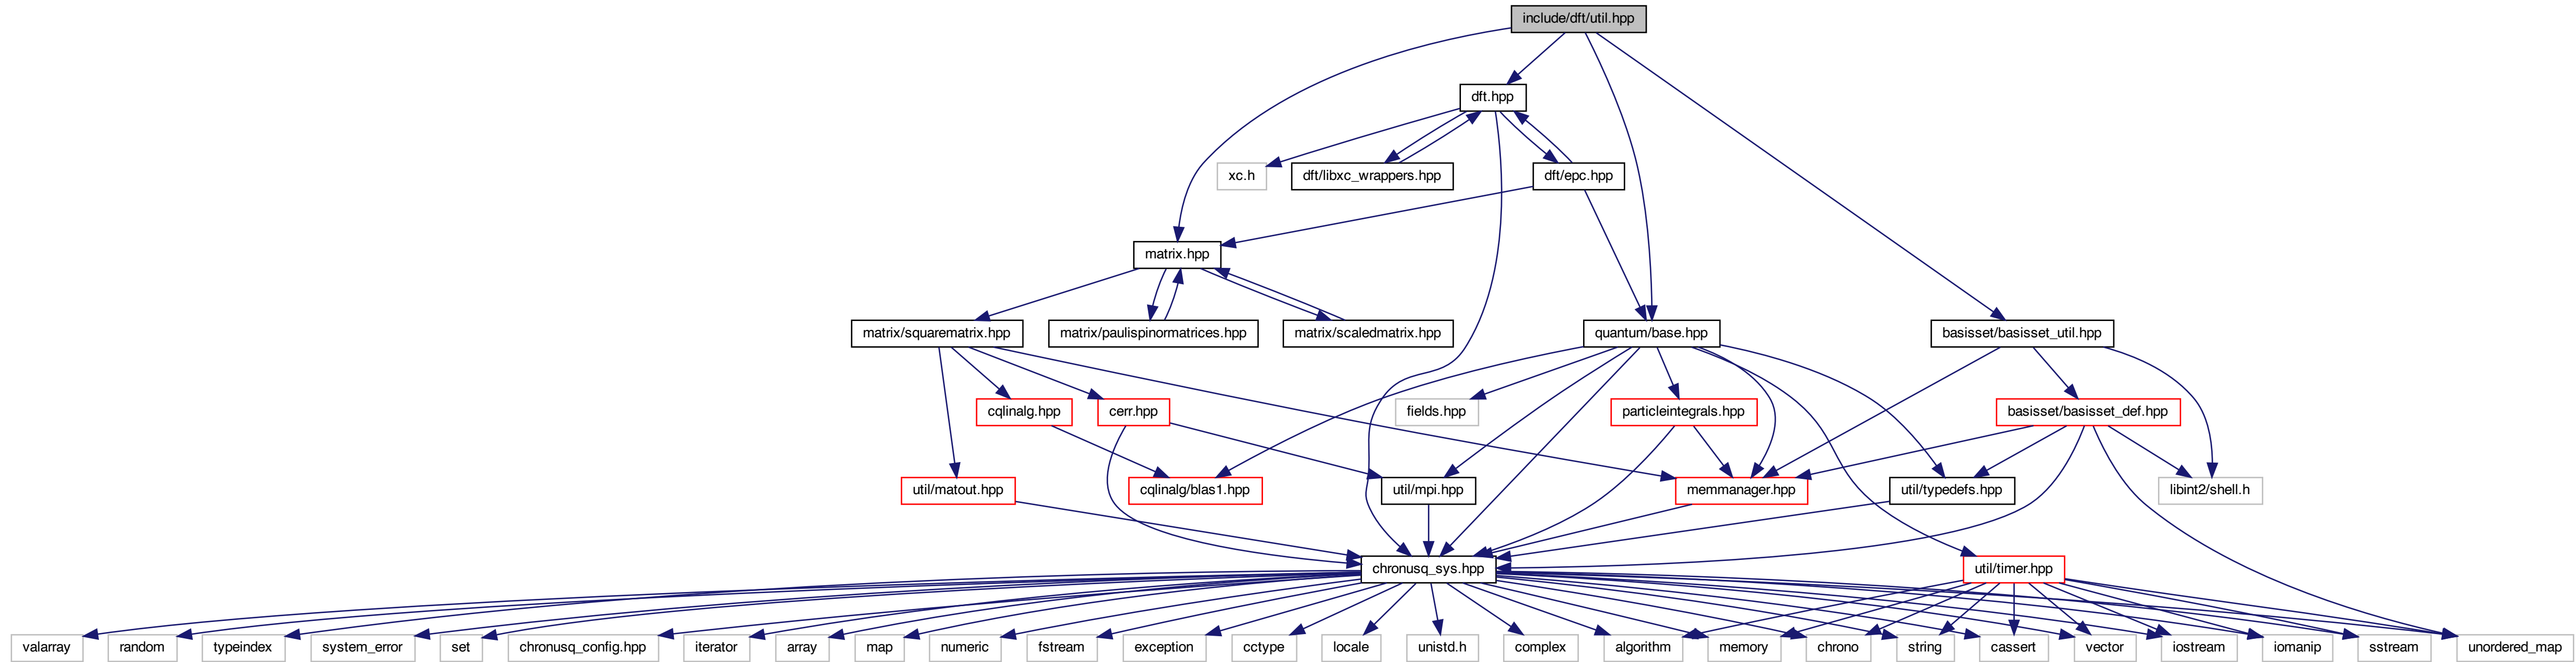 include/dft/util.hpp
dft.hpp
xc.h
dft/libxc_wrappers.hpp
dft/epc.hpp
matrix.hpp
matrix/squarematrix.hpp
matrix/paulispinormatrices.hpp
matrix/scaledmatrix.hpp
quantum/base.hpp
basisset/basisset_util.hpp
cqlinalg.hpp
cerr.hpp
fields.hpp
particleintegrals.hpp
basisset/basisset_def.hpp
util/matout.hpp
cqlinalg/blas1.hpp
util/mpi.hpp
memmanager.hpp
util/typedefs.hpp
libint2/shell.h
chronusq_sys.hpp
util/timer.hpp
valarray
random
typeindex
system_error
set
chronusq_config.hpp
iterator
array
map
numeric
fstream
exception
cctype
locale
unistd.h
complex
algorithm
memory
chrono
string
cassert
vector
iostream
iomanip
sstream
unordered_map